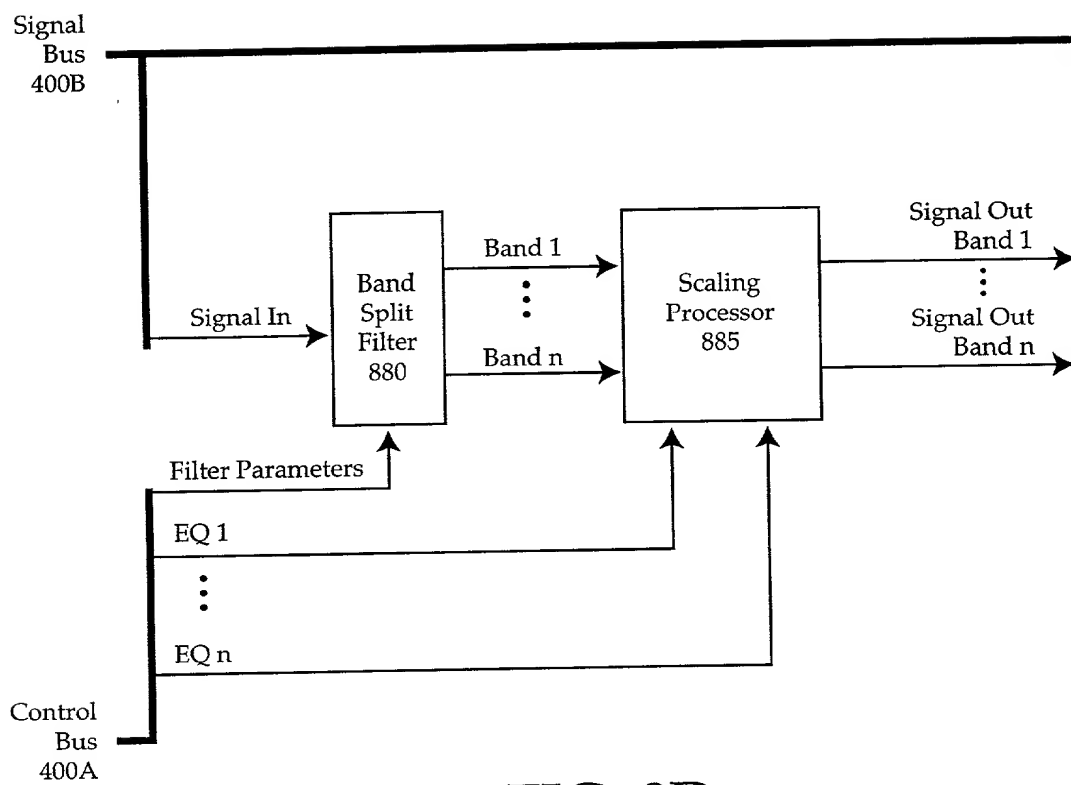 Signal
Bus
400B
Signal In
Band
Split
Filter
880
Band 1
Band n
Scaling
Processor
885
Signal Out
Band 1
Signal Out
Band n
Filter Parameters
EQ 1
EQ n
Control
Bus
400A